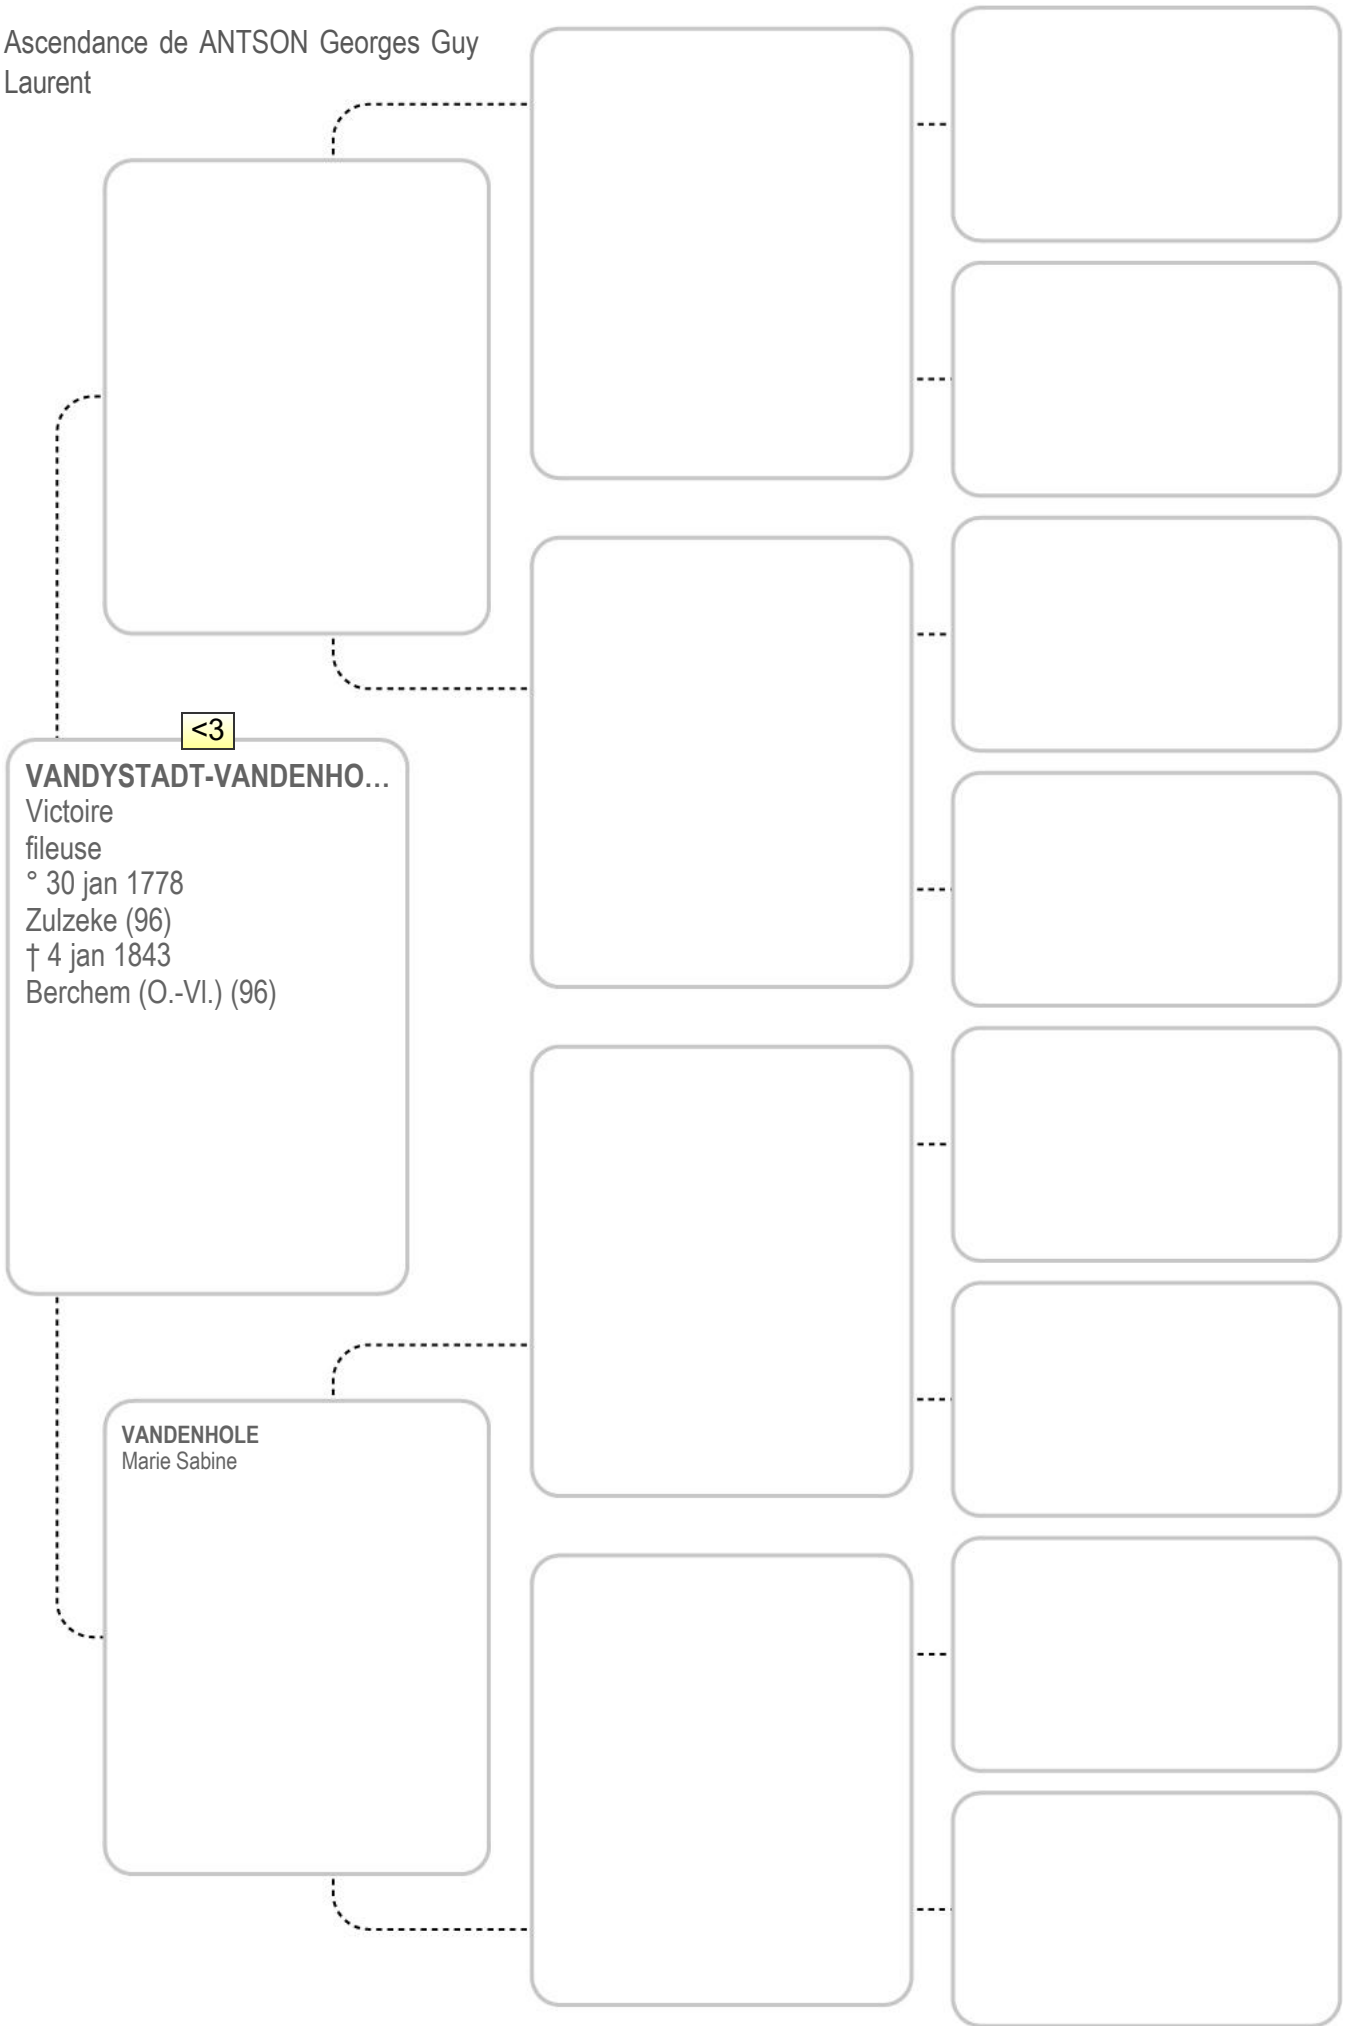 Ascendance de ANTSON Georges Guy
Laurent
<3
VANDYSTADT-VANDENHO...
Victoire
fileuse
° 30 jan 1778
Zulzeke (96)
† 4 jan 1843
Berchem (O.-Vl.) (96)
VANDENHOLE
Marie Sabine